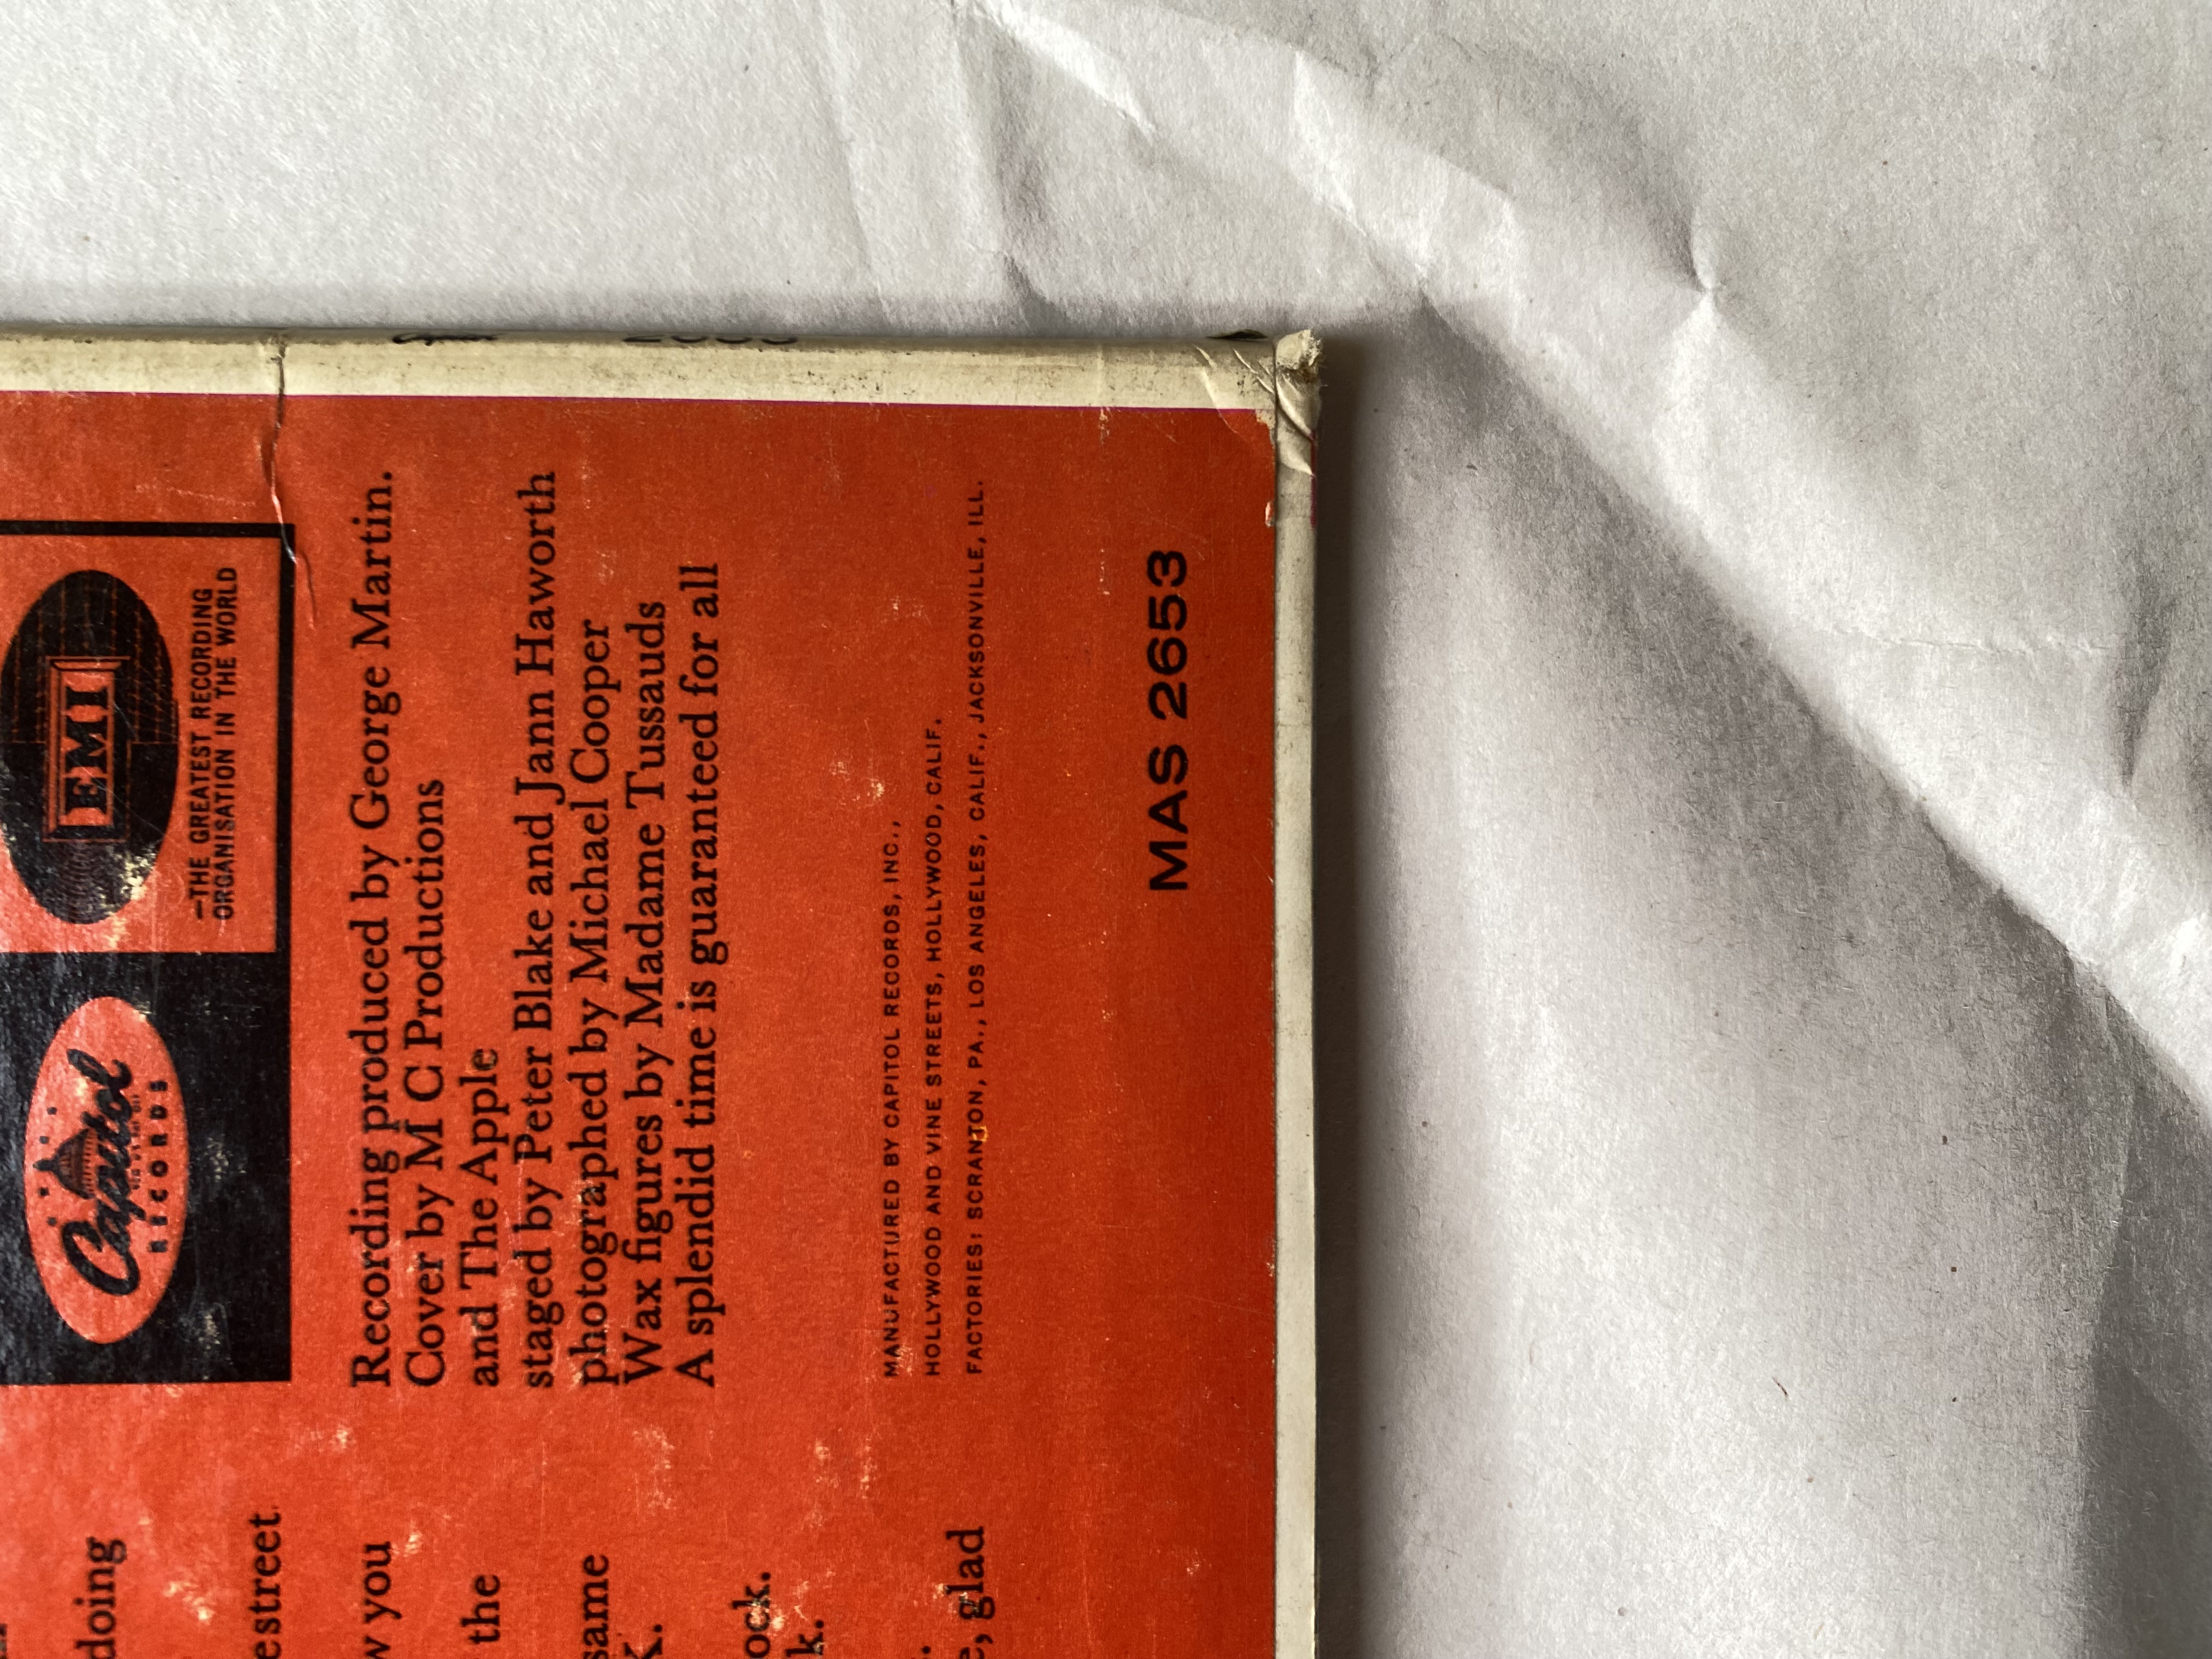 EMI
—THE GREATEST RECORDING
ORGANISATION IN THE WORLD
Capitol
RECORDS
Recording produced by George Martin.
Cover by M C Productions
and The Apple
staged by Peter Blake and Jann Haworth
photographed by Michael Cooper
Wax figures by Madame Tussauds
A splendid time is guaranteed for all
MANUFACTURED BY CAPITOL RECORDS, INC.,
HOLLYWOOD AND VINE STREETS, HOLLYWOOD, CALIF.
FACTORIES: SCRANTON, PA., LOS ANGELES, CALIF., JACKSONVILLE, ILL.
MAS 2653
doing
street
you
the
same
glad